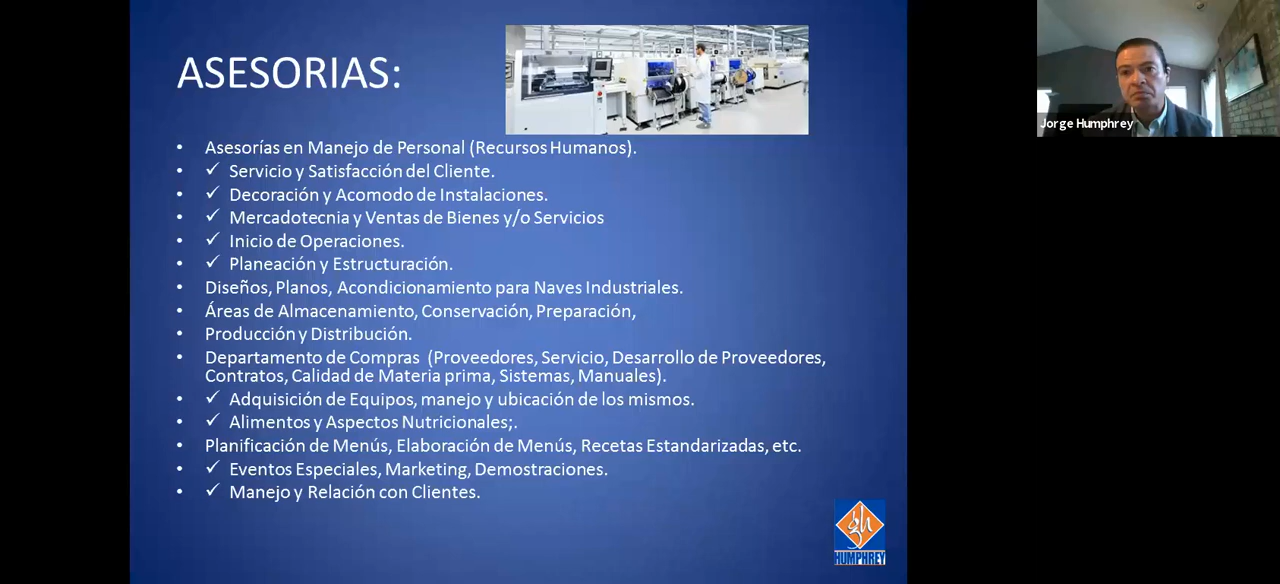 ASESORIAS:
Jorge Humphrey
• Asesorías en Manejo de Personal (Recursos Humanos).
• ✓ Servicio y Satisfacción del Cliente.
• ✓ Decoración y Acomodo de Instalaciones.
• ✓ Mercadotecnia y Ventas de Bienes y/o Servicios
• ✓ Inicio de Operaciones.
• ✓ Planeación y Estructuración.
• Diseños, Planos, Acondicionamiento para Naves Industriales.
• Áreas de Almacenamiento, Conservación, Preparación,
• Producción y Distribución.
• Departamento de Compras (Proveedores, Servicio, Desarrollo de Proveedores,
Contratos, Calidad de Materia prima, Sistemas, Manuales).
• ✓ Adquisición de Equipos, manejo y ubicación de los mismos.
• ✓ Alimentos y Aspectos Nutricionales;.
• Planificación de Menús, Elaboración de Menús, Recetas Estandarizadas, etc.
• ✓ Eventos Especiales, Marketing, Demostraciones.
• ✓ Manejo y Relación con Clientes.
gh
HUMPHREY